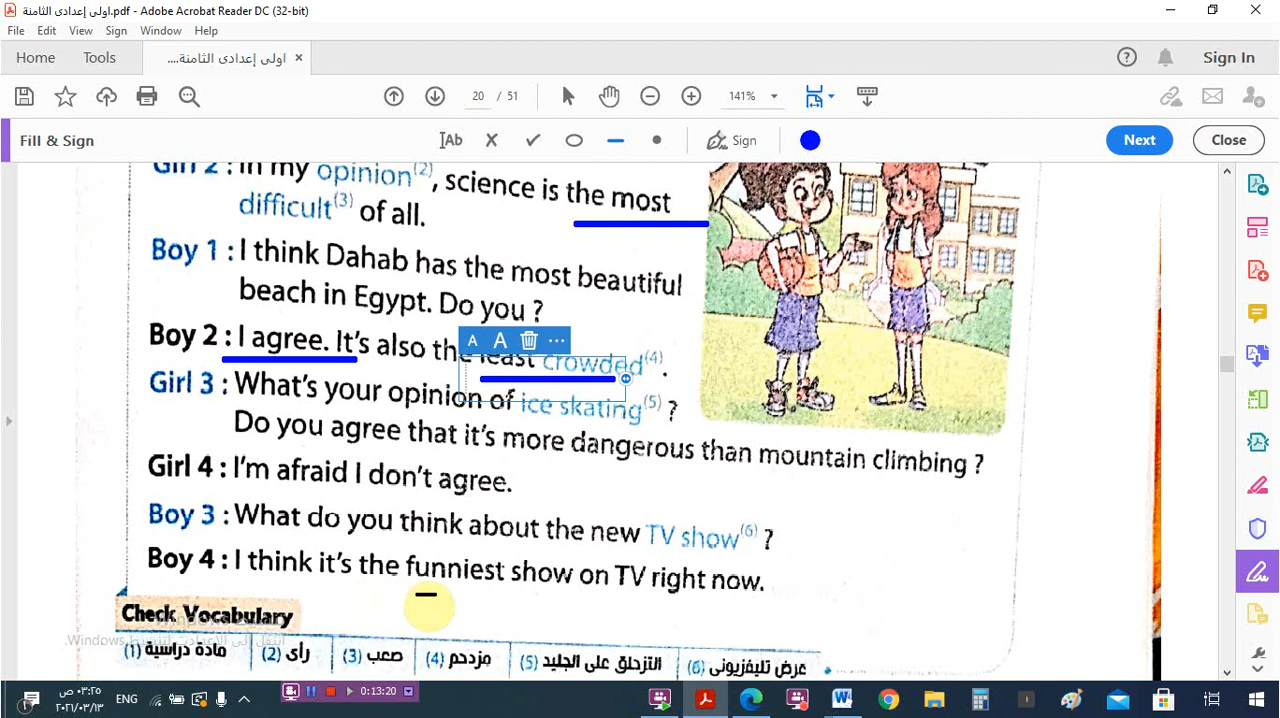 اولى إعدادى الثامنة.pdf - Adobe Acrobat Reader DC (32-bit)
File Edit View Sign Window Help
Home Tools اولى إعدادى الثامنة.... × Sign In
20 / 51 141%
Fill & Sign Ab Sign Next Close
Girl 2 : In my opinion(2), science is the most
difficult(3) of all.
Boy 1 : I think Dahab has the most beautiful
beach in Egypt. Do you ?
Boy 2 : I agree. It's also the least crowded(4).
A A
Girl 3 : What's your opinion of ice skating(5) ?
Do you agree that it's more dangerous than mountain climbing ?
Girl 4 : I'm afraid I don't agree.
Boy 3 : What do you think about the new TV show(6) ?
Boy 4 : I think it's the funniest show on TV right now.
Check Vocabulary
(1) مادة دراسية (2) رأى (3) صعب (4) مزدحم (5) التزحلق على الجليد (6) عرض تليفزيونى
ENG ٠٣:٢٥ ص
٢٠٢١/٠٣/١٣
0:13:20